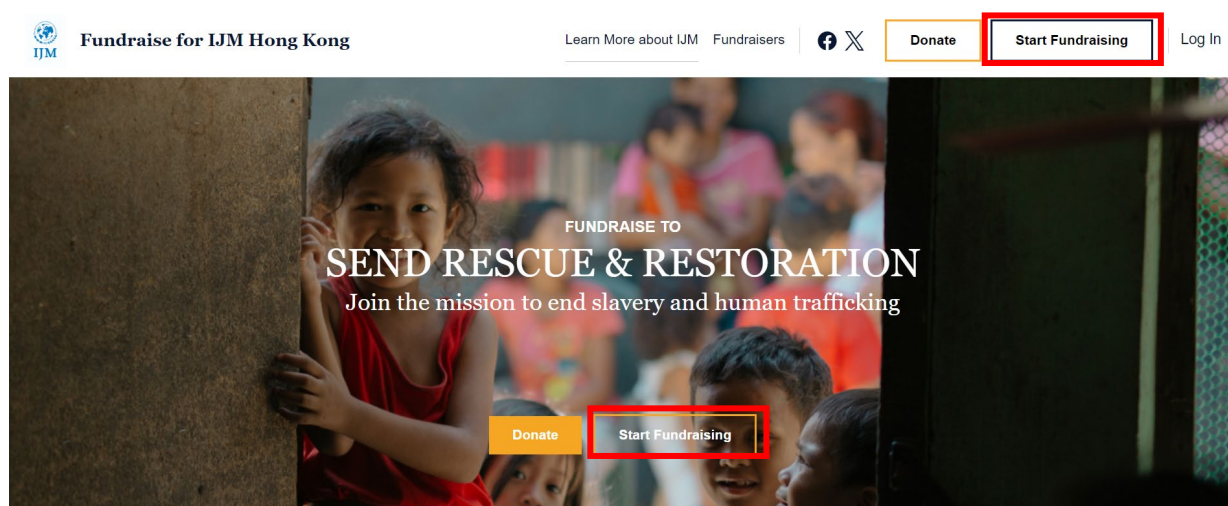 IJM
Fundraise for IJM Hong Kong
Learn More about IJM
Fundraisers
Donate
Start Fundraising
Log In
FUNDRAISE TO
SEND RESCUE & RESTORATION
Join the mission to end slavery and human trafficking
Donate
Start Fundraising